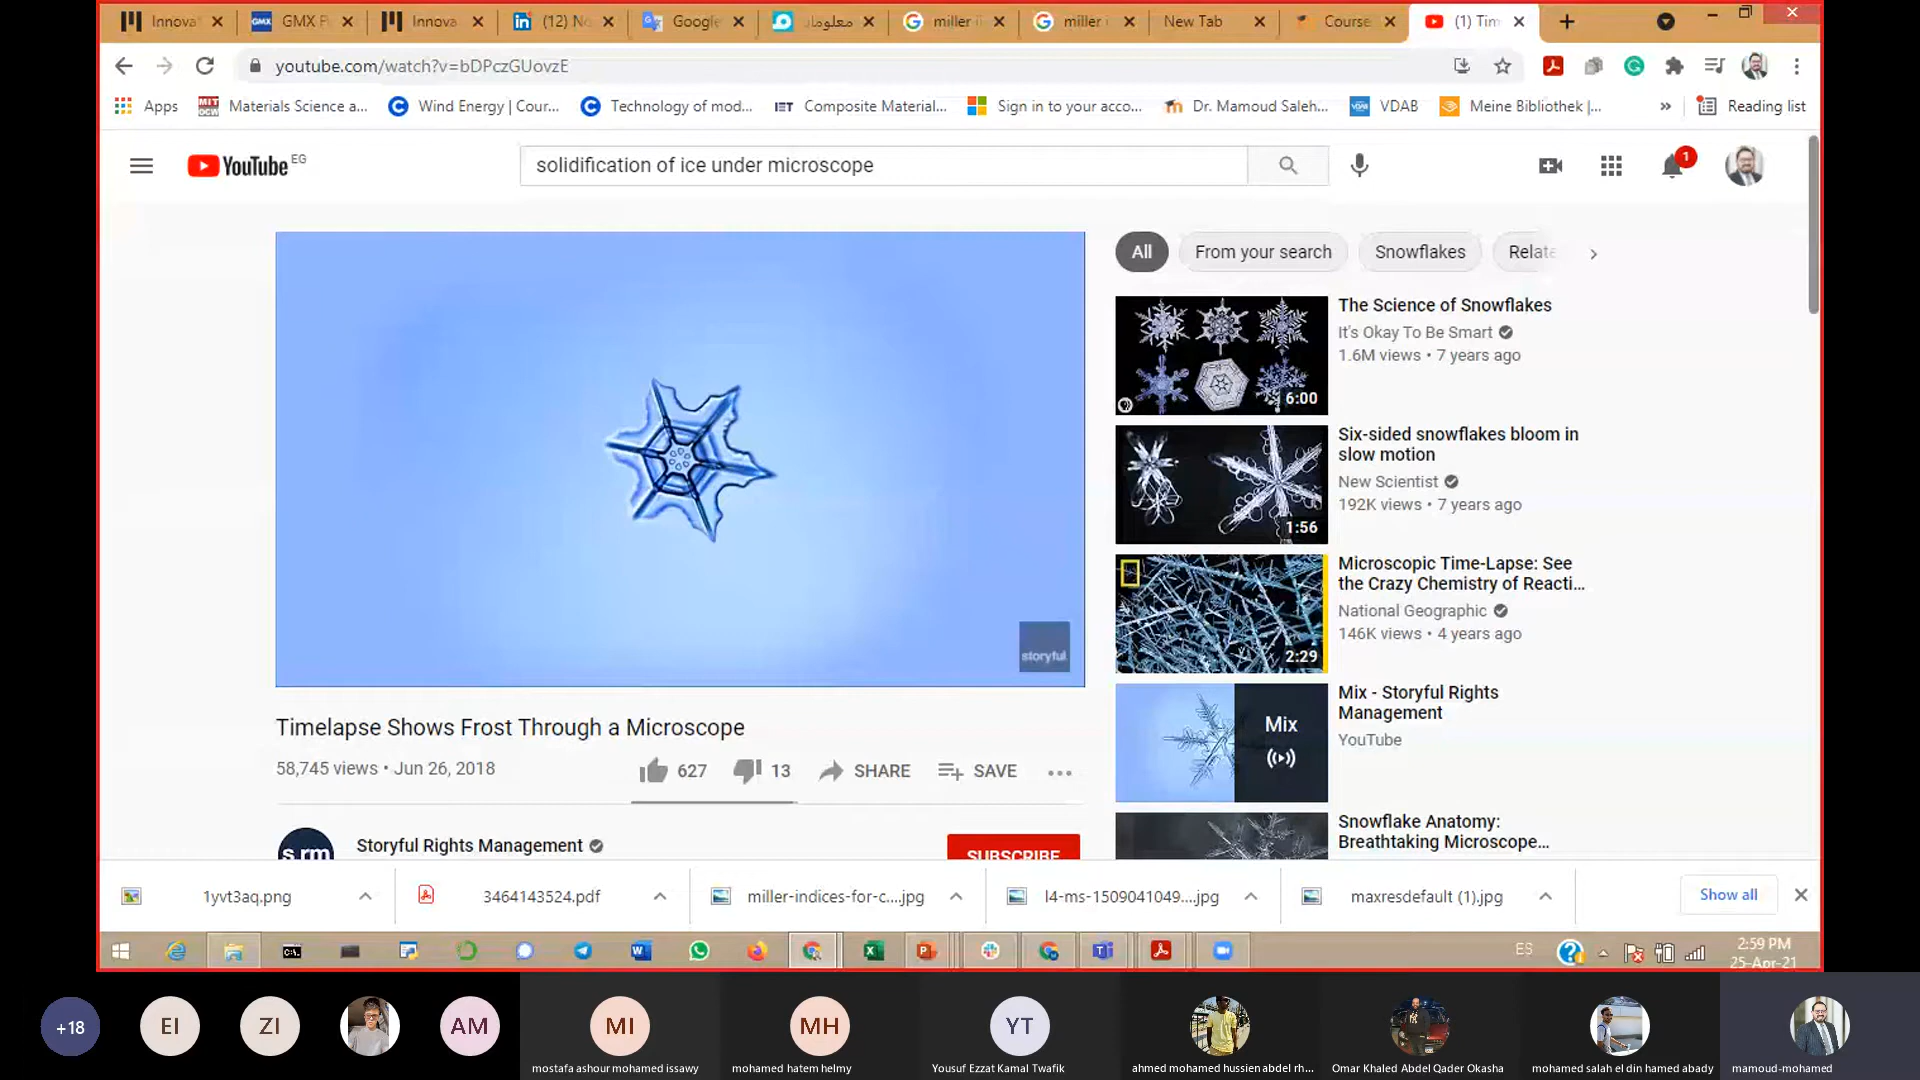 Innova
GMX F
Innova
(12) N
Google
معلومات
miller i
miller i
New Tab
Course
(1) Tim
youtube.com/watch?v=bDPczGUovzE
Apps
MIT OCW
Materials Science a...
Wind Energy | Cour...
Technology of mod...
IET
Composite Material...
Sign in to your acco...
Dr. Mamoud Saleh...
VDAB
Meine Bibliothek |...
»
Reading list
YouTube EG
solidification of ice under microscope
1
All
From your search
Snowflakes
Relate
The Science of Snowflakes
It's Okay To Be Smart
1.6M views • 7 years ago
6:00
Six-sided snowflakes bloom in
slow motion
New Scientist
192K views • 7 years ago
1:56
Microscopic Time-Lapse: See
the Crazy Chemistry of Reacti...
National Geographic
146K views • 4 years ago
2:29
storyful
Mix - Storyful Rights
Management
YouTube
Mix
Timelapse Shows Frost Through a Microscope
58,745 views • Jun 26, 2018
627
13
SHARE
SAVE
Snowflake Anatomy:
Breathtaking Microscope...
s.rm
Storyful Rights Management
SUBSCRIBE
1yvt3aq.png
3464143524.pdf
miller-indices-for-c....jpg
l4-ms-1509041049....jpg
maxresdefault (1).jpg
Show all
ES
2:59 PM
25-Apr-21
+18
EI
ZI
AM
MI
MH
YT
mostafa ashour mohamed issawy
mohamed hatem helmy
Yousuf Ezzat Kamal Twafik
ahmed mohamed hussien abdel rh...
Omar Khaled Abdel Qader Okasha
mohamed salah el din hamed abady
mamoud-mohamed